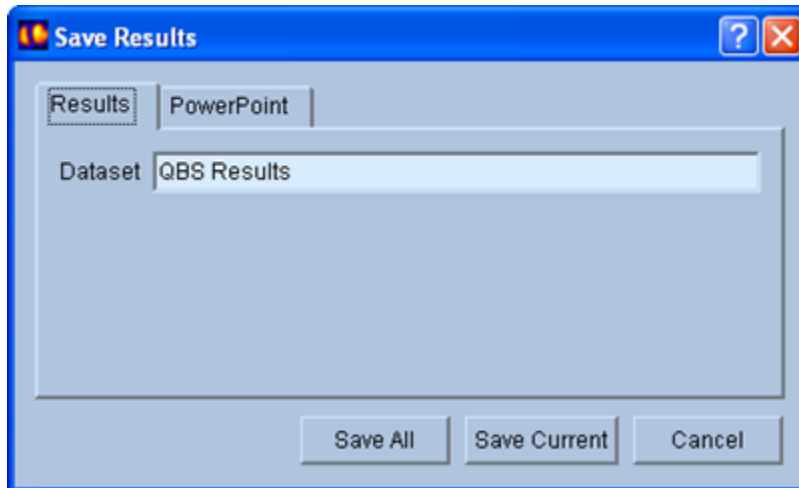 Save Results
Results PowerPoint
Dataset QBS Results
Save All Save Current Cancel